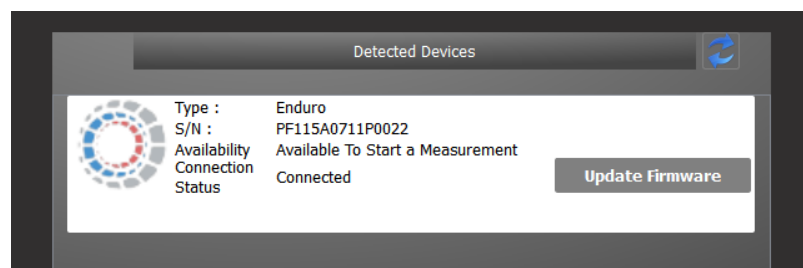 Detected Devices
Type : Enduro
S/N : PF115A0711P0022
Availability Available To Start a Measurement
Connection
Status Connected
Update Firmware